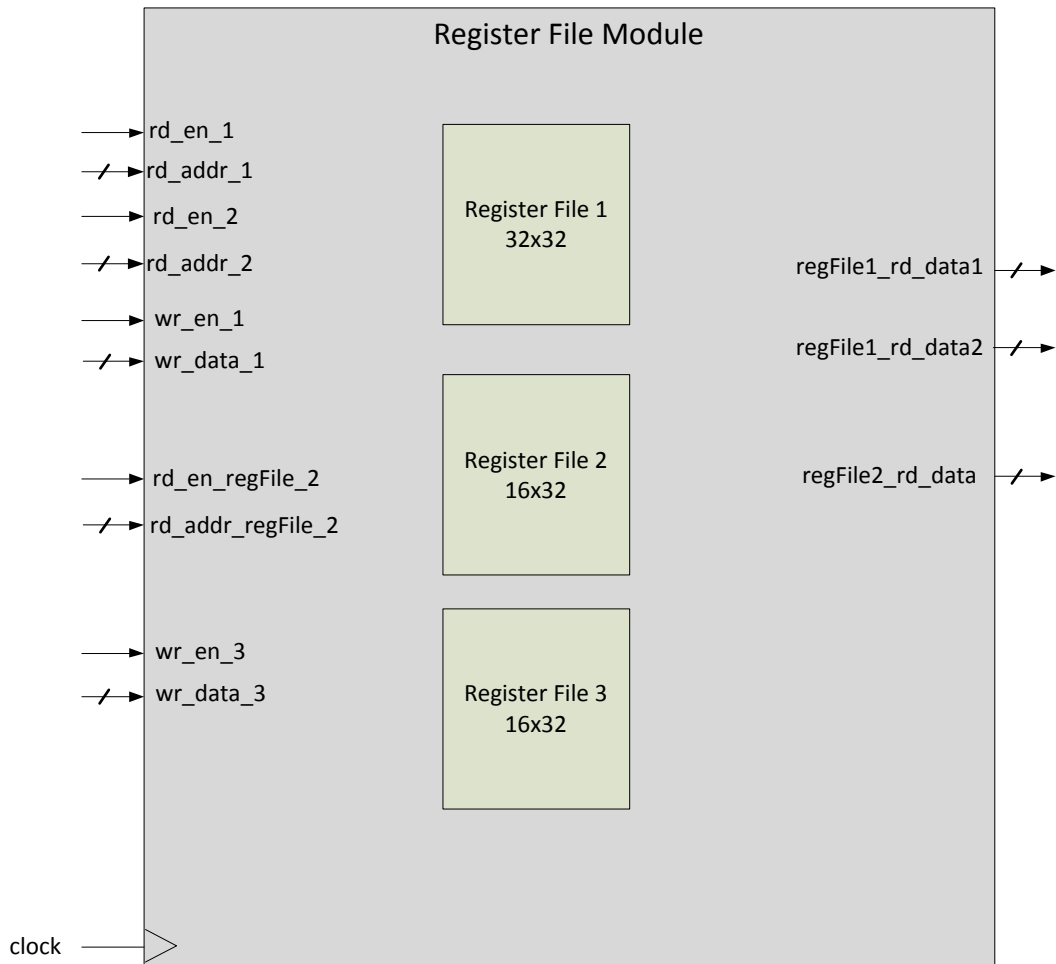 Register File Module
rd_en_1
rd_addr_1
rd_en_2
rd_addr_2
wr_en_1
wr_data_1
rd_en_regFile_2
rd_addr_regFile_2
wr_en_3
wr_data_3
clock
Register File 1
32x32
Register File 2
16x32
Register File 3
16x32
regFile1_rd_data1
regFile1_rd_data2
regFile2_rd_data